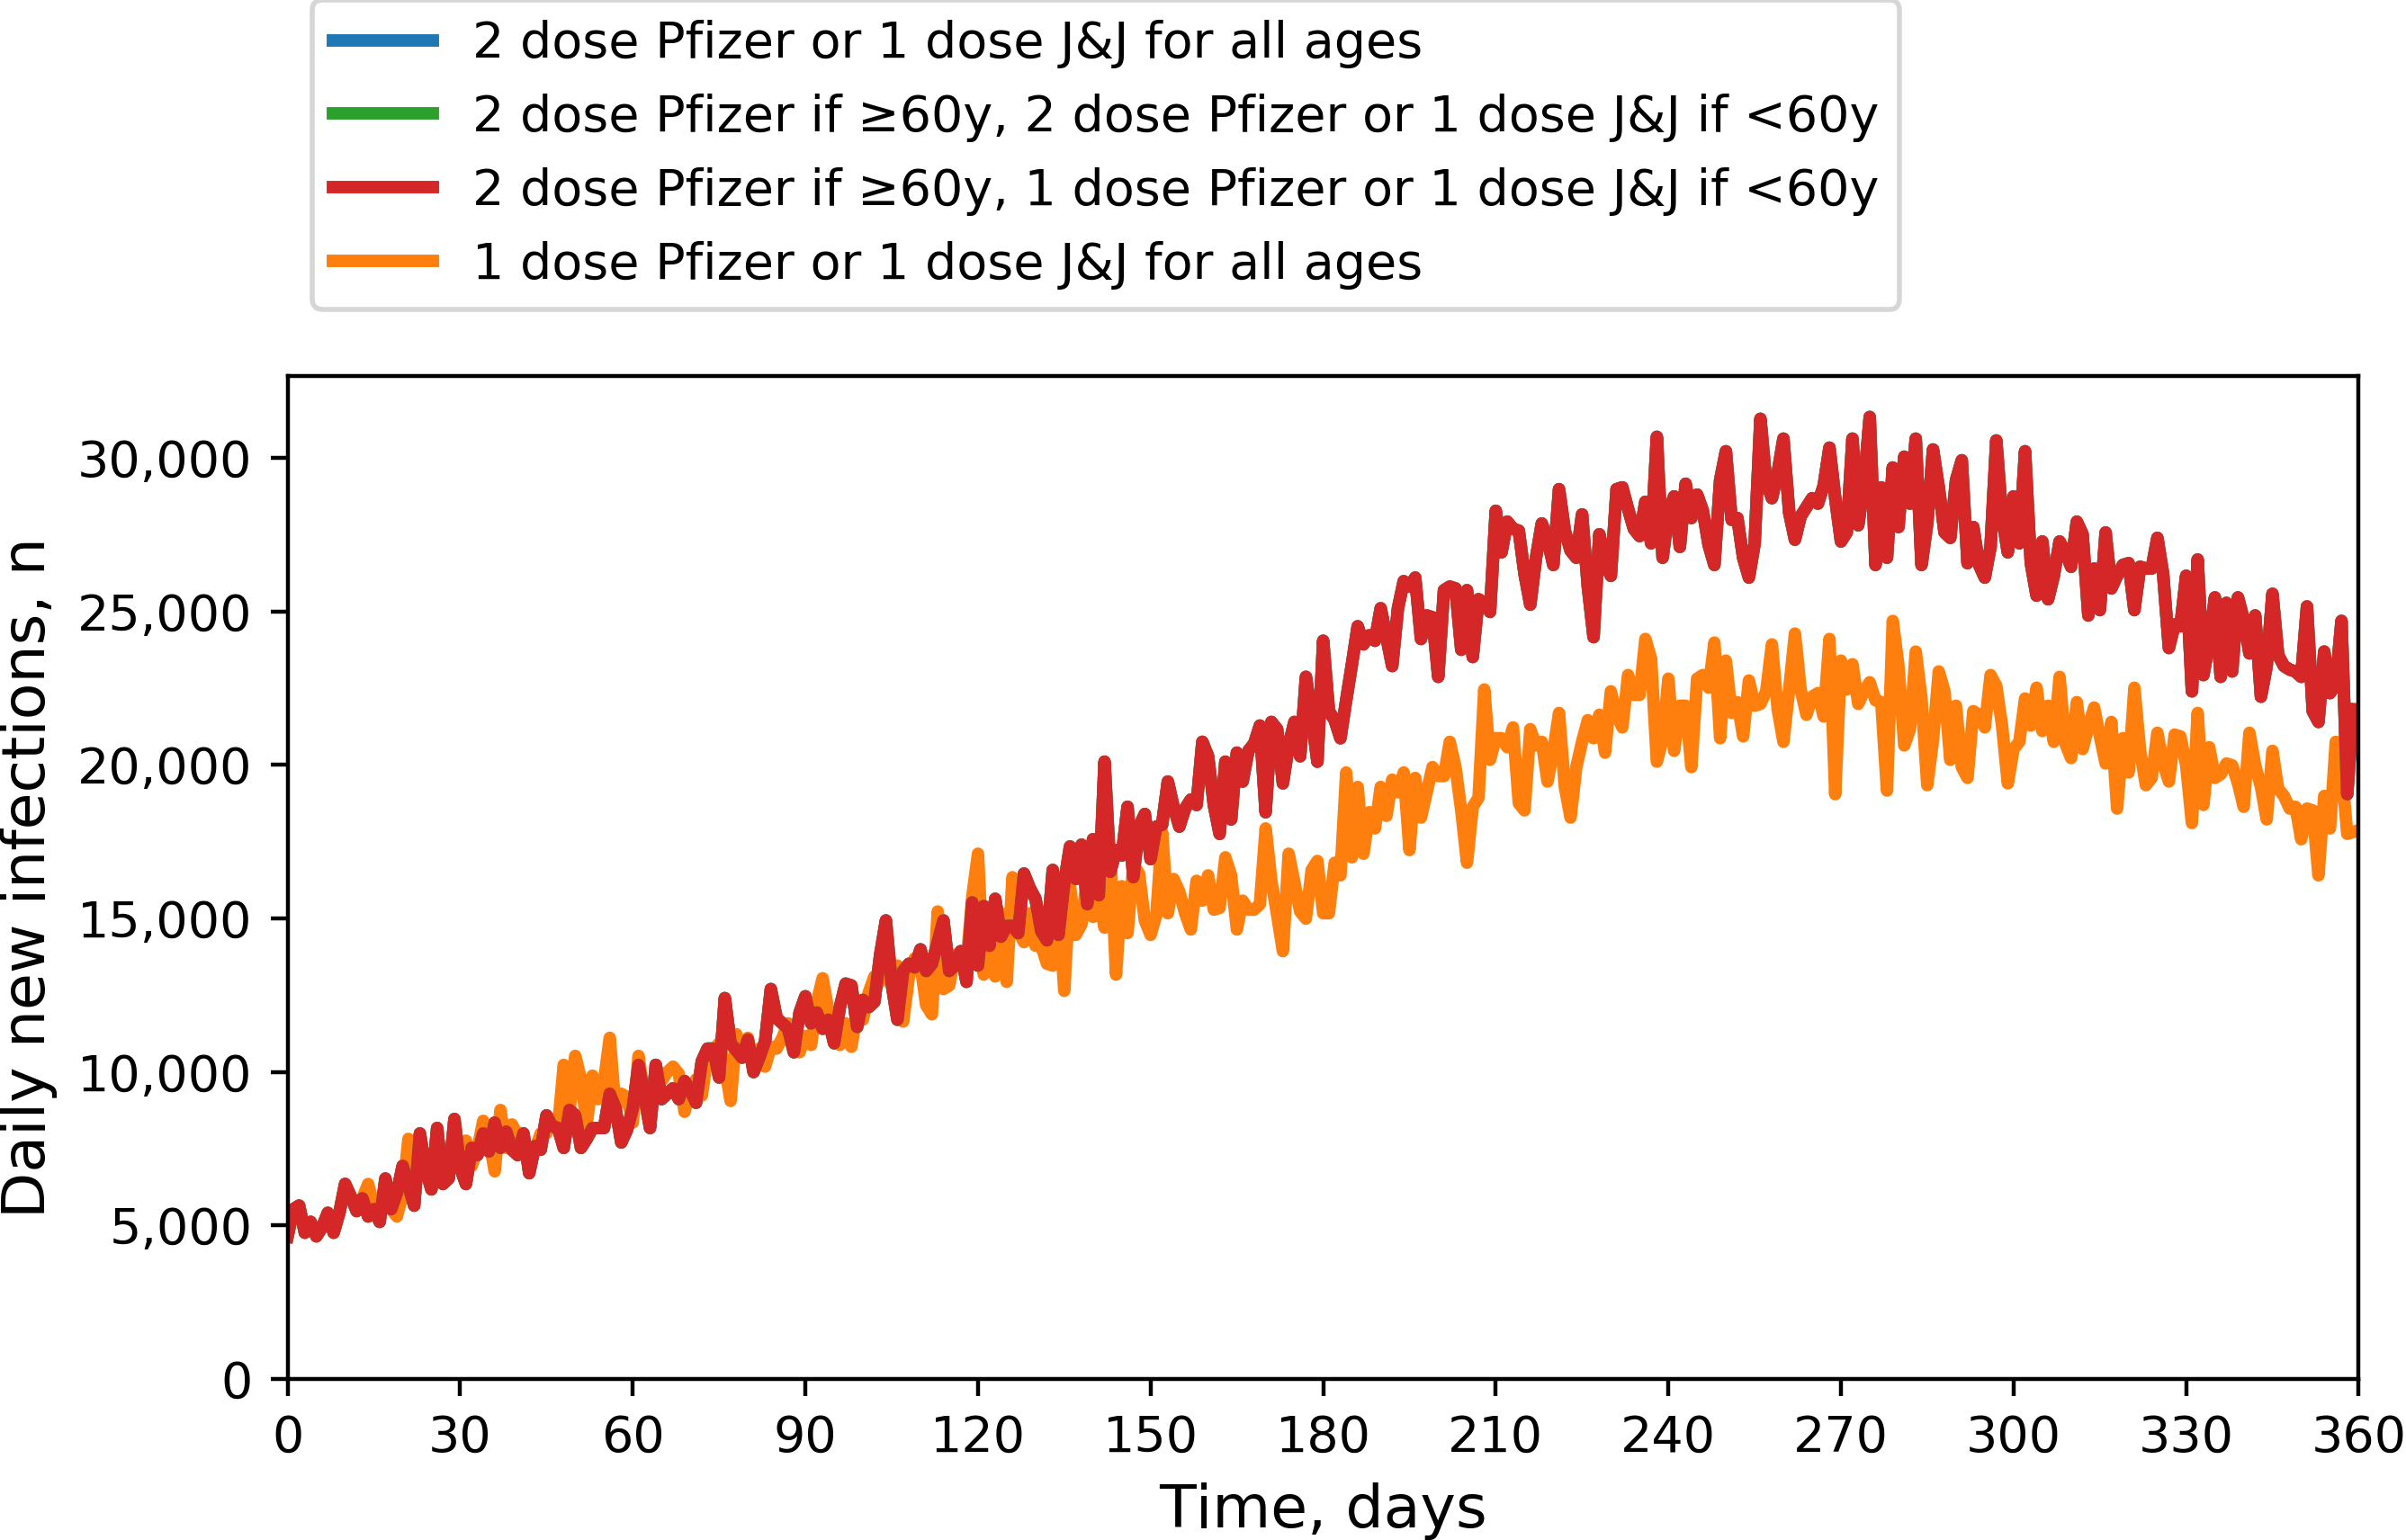 2 dose Pfizer or 1 dose J&J for all ages
2 dose Pfizer if ≥60y, 2 dose Pfizer or 1 dose J&J if <60y
2 dose Pfizer if ≥60y, 1 dose Pfizer or 1 dose J&J if <60y
1 dose Pfizer or 1 dose J&J for all ages
Daily new infections, n
30,000
25,000
20,000
15,000
10,000
5,000
0
0 30 60 90 120 150 180 210 240 270 300 330 360
Time, days